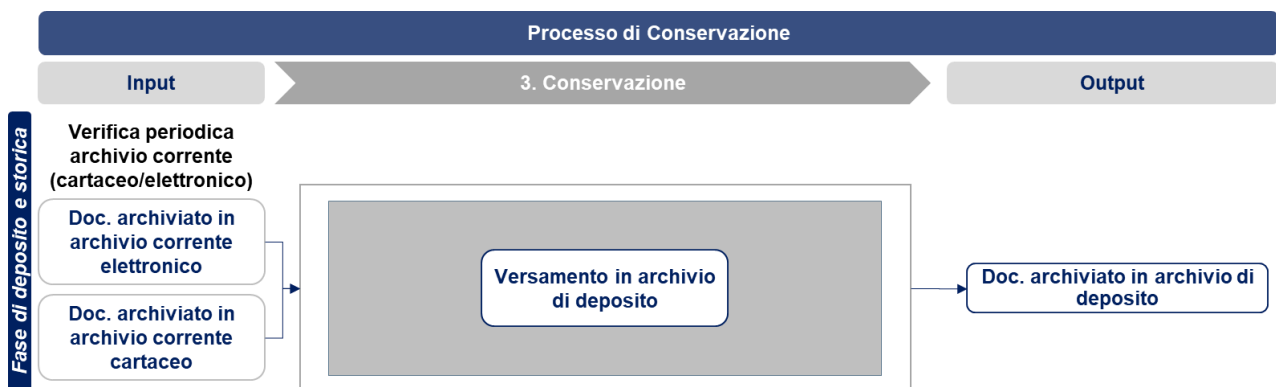 Processo di Conservazione
Input
3. Conservazione
Output
Fase di deposito e storica
Verifica periodica
archivio corrente
(cartaceo/elettronico)
Doc. archiviato in
archivio corrente
elettronico
Doc. archiviato in
archivio corrente
cartaceo
Versamento in archivio
di deposito
Doc. archiviato in archivio di
deposito